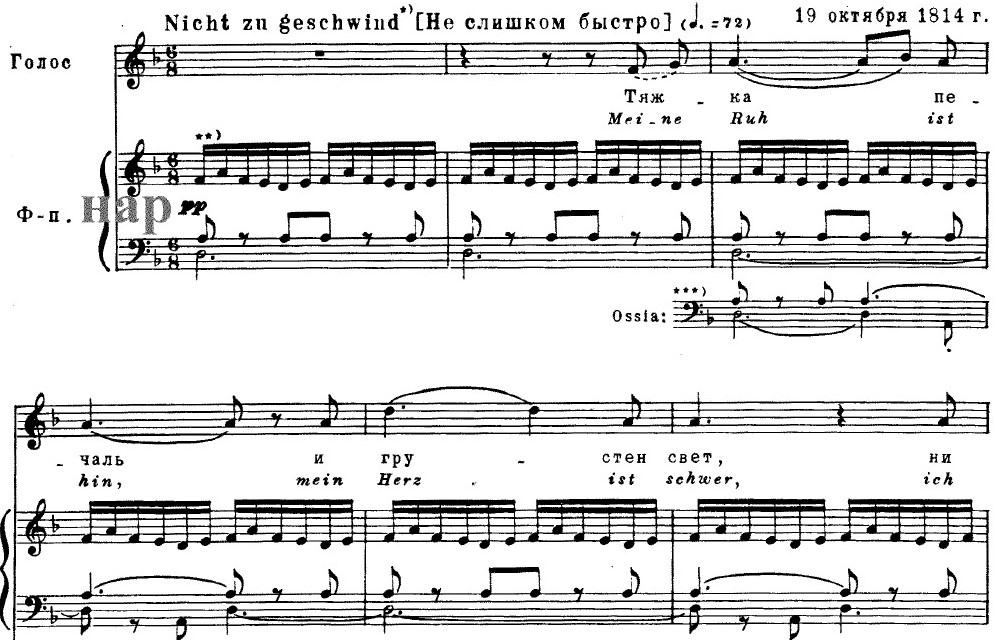 Nicht zu geschwind*) [Не слишком быстро] (♩. = 72)
19 октября 1814 г.
Голос
Тяж - ка пе -
Mei - ne Ruh ist
**)
Ф-п.
нар
pp
***)
Ossia:
- чаль и гру - стен свет, ни
hin, mein Herz . ist schwer, ich